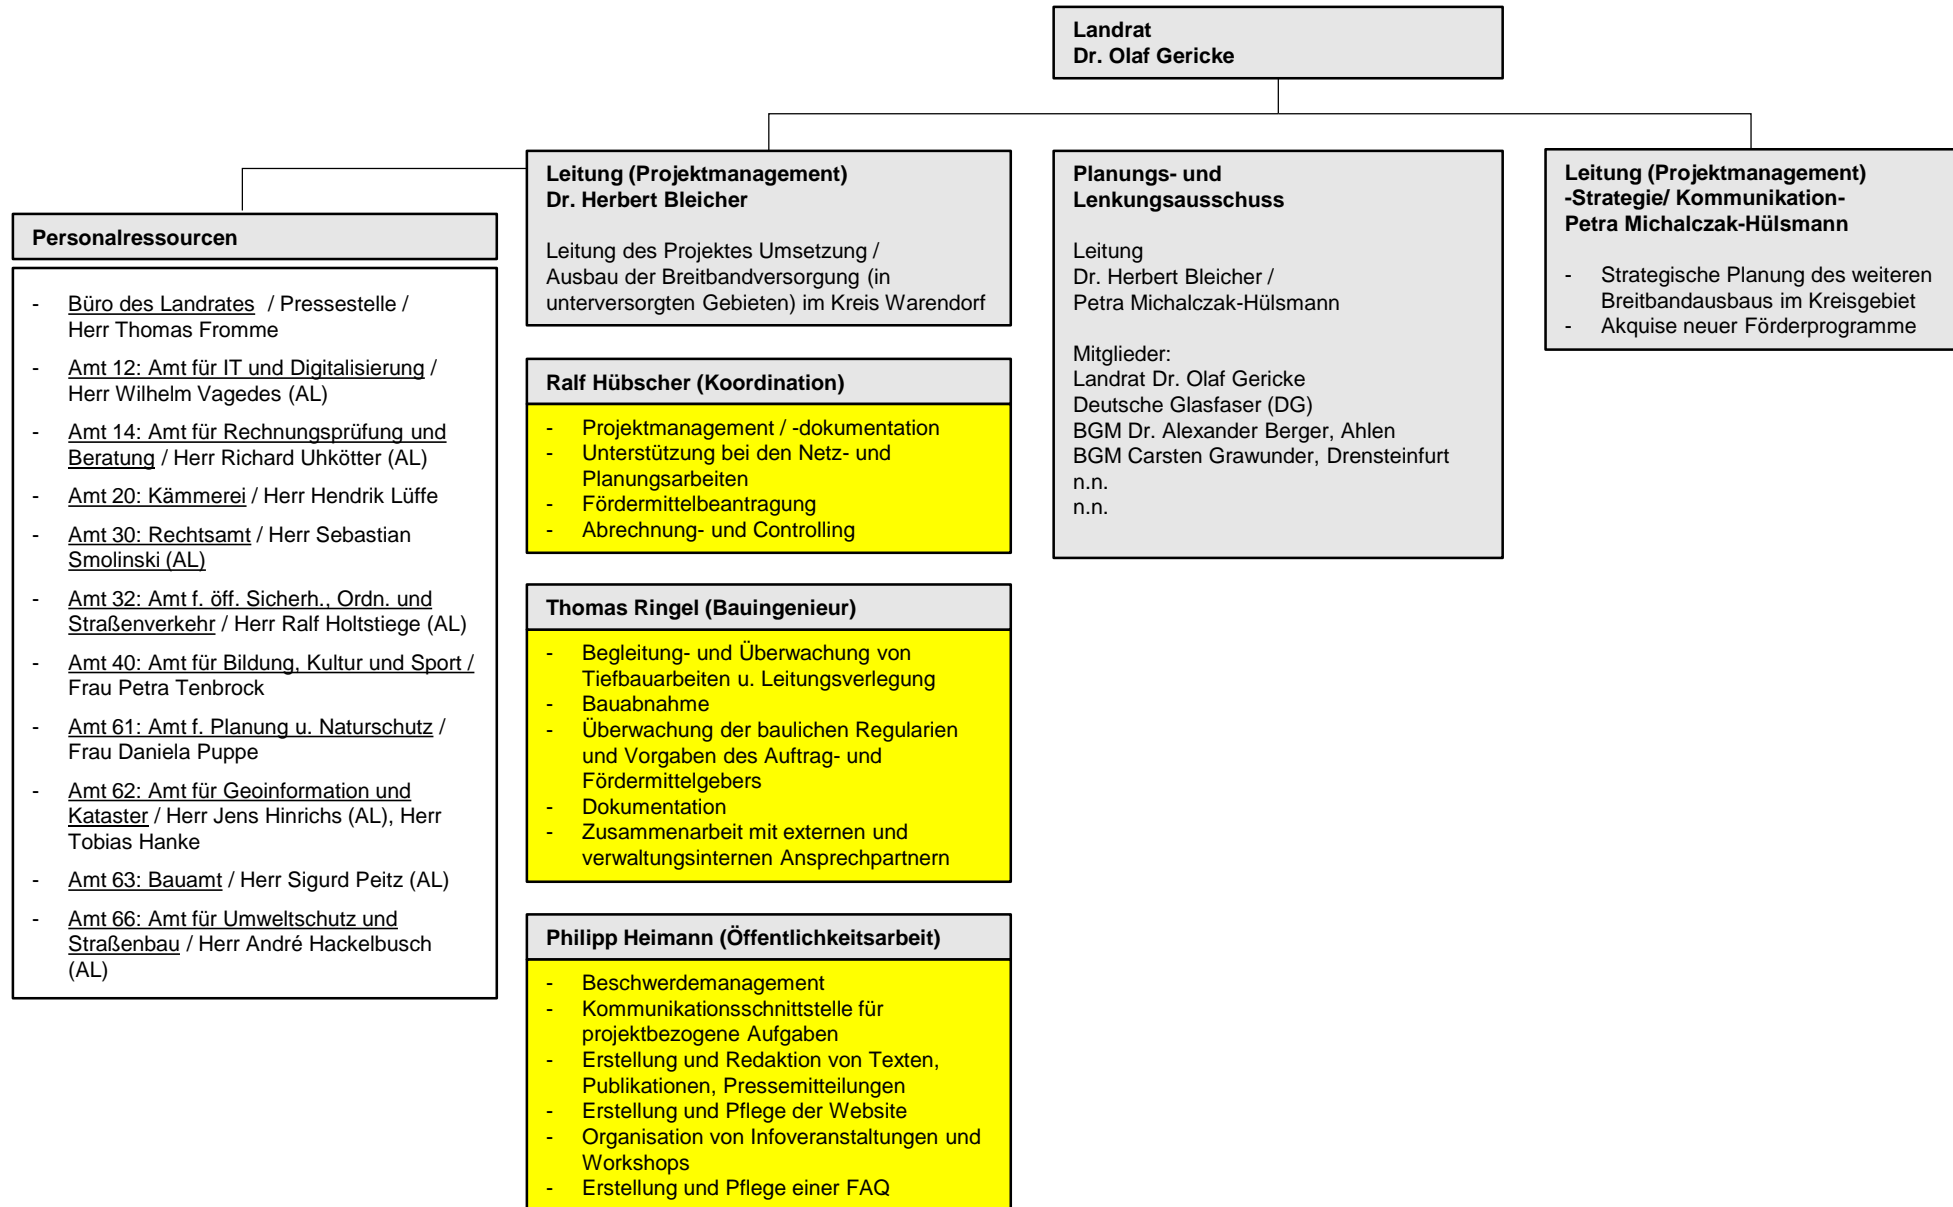 Landrat
Dr. Olaf Gericke
Personalressourcen
- Büro des Landrates / Pressestelle /
Herr Thomas Fromme
- Amt 12: Amt für IT und Digitalisierung /
Herr Wilhelm Vagedes (AL)
- Amt 14: Amt für Rechnungsprüfung und
Beratung / Herr Richard Uhkötter (AL)
- Amt 20: Kämmerei / Herr Hendrik Lüffe
- Amt 30: Rechtsamt / Herr Sebastian
Smolinski (AL)
- Amt 32: Amt f. öff. Sicherh., Ordn. und
Straßenverkehr / Herr Ralf Holtstiege (AL)
- Amt 40: Amt für Bildung, Kultur und Sport /
Frau Petra Tenbrock
- Amt 61: Amt f. Planung u. Naturschutz /
Frau Daniela Puppe
- Amt 62: Amt für Geoinformation und
Kataster / Herr Jens Hinrichs (AL), Herr
Tobias Hanke
- Amt 63: Bauamt / Herr Sigurd Peitz (AL)
- Amt 66: Amt für Umweltschutz und
Straßenbau / Herr André Hackelbusch
(AL)
Leitung (Projektmanagement)
Dr. Herbert Bleicher
Leitung des Projektes Umsetzung /
Ausbau der Breitbandversorgung (in
unterversorgten Gebieten) im Kreis Warendorf
Ralf Hübscher (Koordination)
- Projektmanagement / -dokumentation
- Unterstützung bei den Netz- und
Planungsarbeiten
- Fördermittelbeantragung
- Abrechnung- und Controlling
Thomas Ringel (Bauingenieur)
- Begleitung- und Überwachung von
Tiefbauarbeiten u. Leitungsverlegung
- Bauabnahme
- Überwachung der baulichen Regularien
und Vorgaben des Auftrag- und
Fördermittelgebers
- Dokumentation
- Zusammenarbeit mit externen und
verwaltungsinternen Ansprechpartnern
Philipp Heimann (Öffentlichkeitsarbeit)
- Beschwerdemanagement
- Kommunikationsschnittstelle für
projektbezogene Aufgaben
- Erstellung und Redaktion von Texten,
Publikationen, Pressemitteilungen
- Erstellung und Pflege der Website
- Organisation von Infoveranstaltungen und
Workshops
- Erstellung und Pflege einer FAQ
Planungs- und
Lenkungsausschuss
Leitung
Dr. Herbert Bleicher /
Petra Michalczak-Hülsmann
Mitglieder:
Landrat Dr. Olaf Gericke
Deutsche Glasfaser (DG)
BGM Dr. Alexander Berger, Ahlen
BGM Carsten Grawunder, Drensteinfurt
n.n.
n.n.
Leitung (Projektmanagement)
-Strategie/ Kommunikation-
Petra Michalczak-Hülsmann
- Strategische Planung des weiteren
Breitbandausbaus im Kreisgebiet
- Akquise neuer Förderprogramme